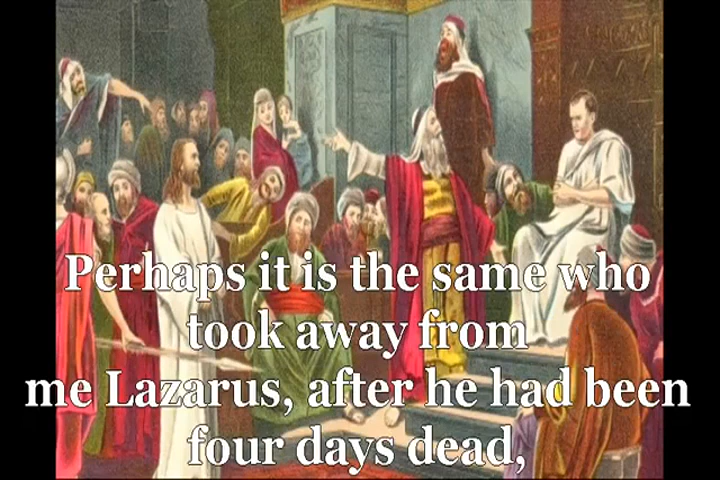 Perhaps it is the same who
took away from
me Lazarus, after he had been
four days dead,